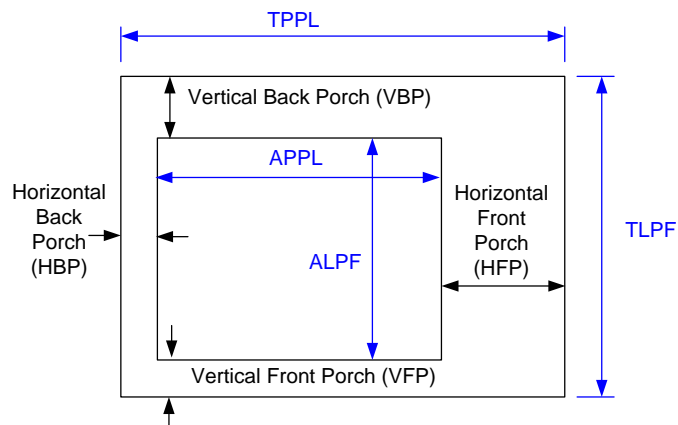 TPPL
Vertical Back Porch (VBP)
APPL
Horizontal
Back
Porch
(HBP)
Horizontal
Front
Porch
(HFP)
TLPF
ALPF
Vertical Front Porch (VFP)